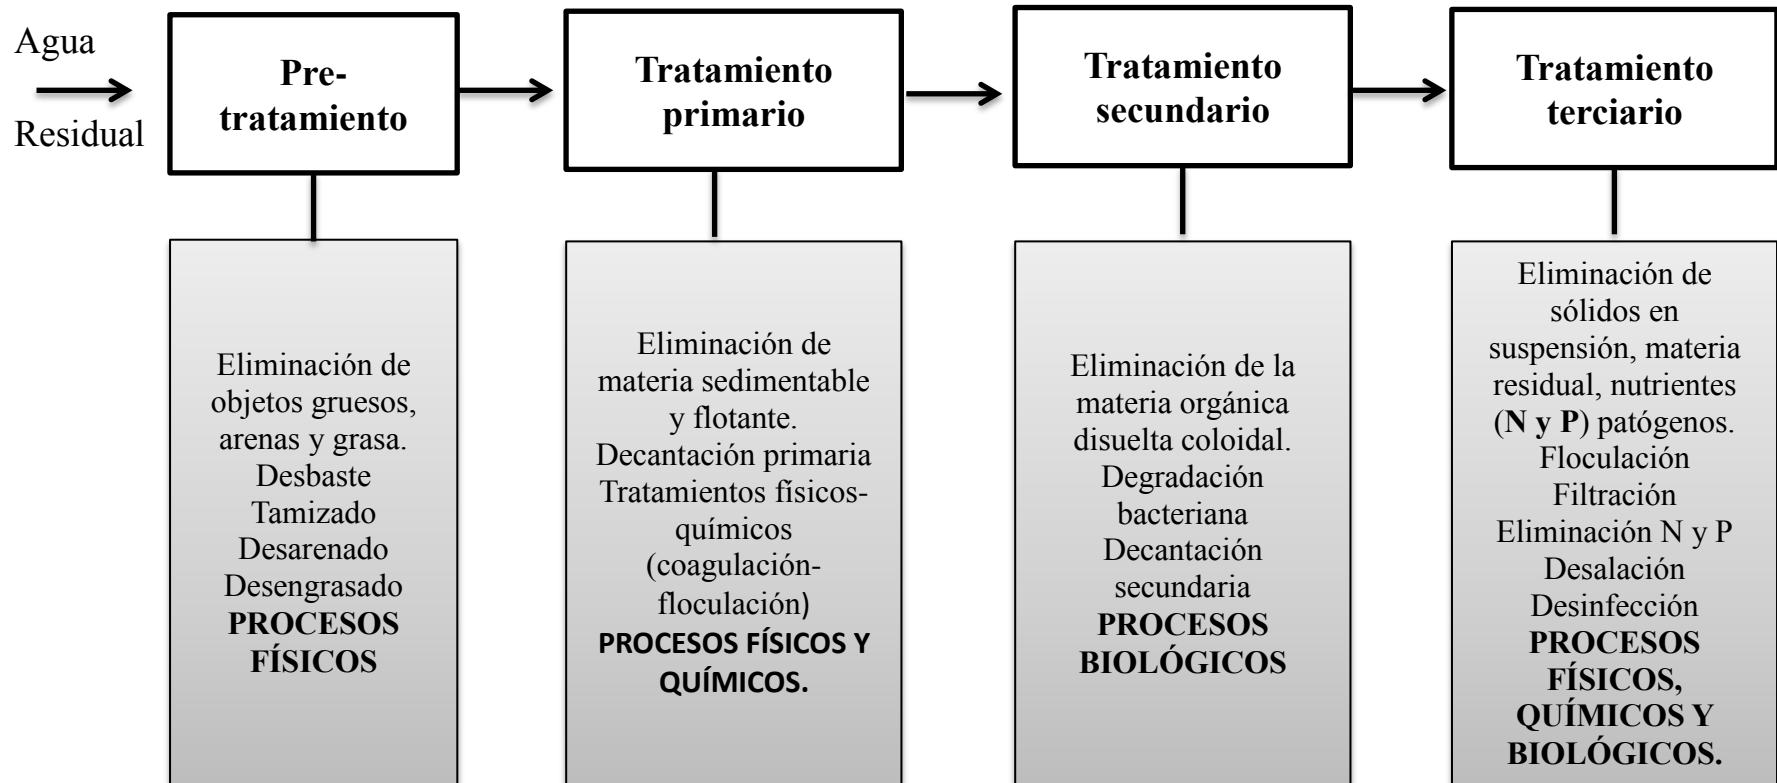 Agua
Residual
Pre-
tratamiento
Tratamiento
primario
Tratamiento
secundario
Tratamiento
terciario
Eliminación de
objetos gruesos,
arenas y grasa.
Desbaste
Tamizado
Desarenado
Desengrasado
PROCESOS
FÍSICOS
Eliminación de
materia sedimentable
y flotante.
Decantación primaria
Tratamientos físicos-
químicos
(coagulación-
floculación)
PROCESOS FÍSICOS Y
QUÍMICOS.
Eliminación de la
materia orgánica
disuelta coloidal.
Degradación
bacteriana
Decantación
secundaria
PROCESOS
BIOLÓGICOS
Eliminación de
sólidos en
suspensión, materia
residual, nutrientes
(N y P) patógenos.
Floculación
Filtración
Eliminación N y P
Desalación
Desinfección
PROCESOS
FÍSICOS,
QUÍMICOS Y
BIOLÓGICOS.